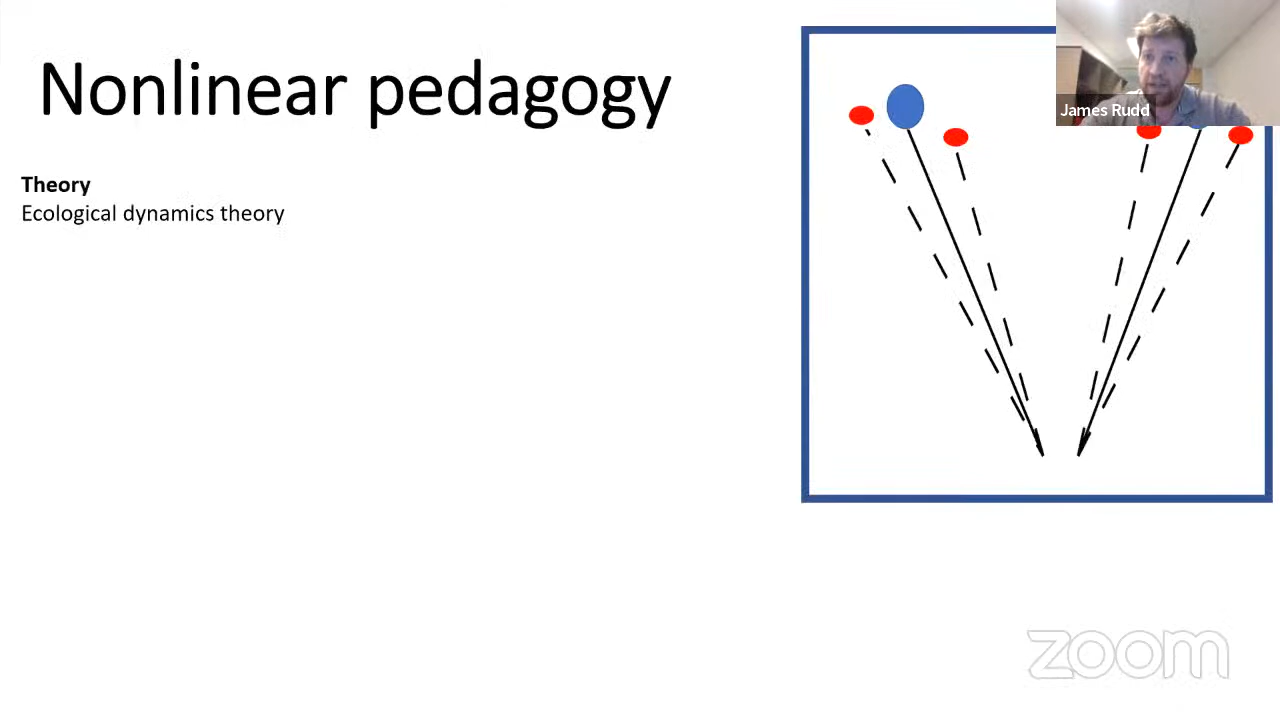 Nonlinear pedagogy
James Rudd
Theory
Ecological dynamics theory
zoom